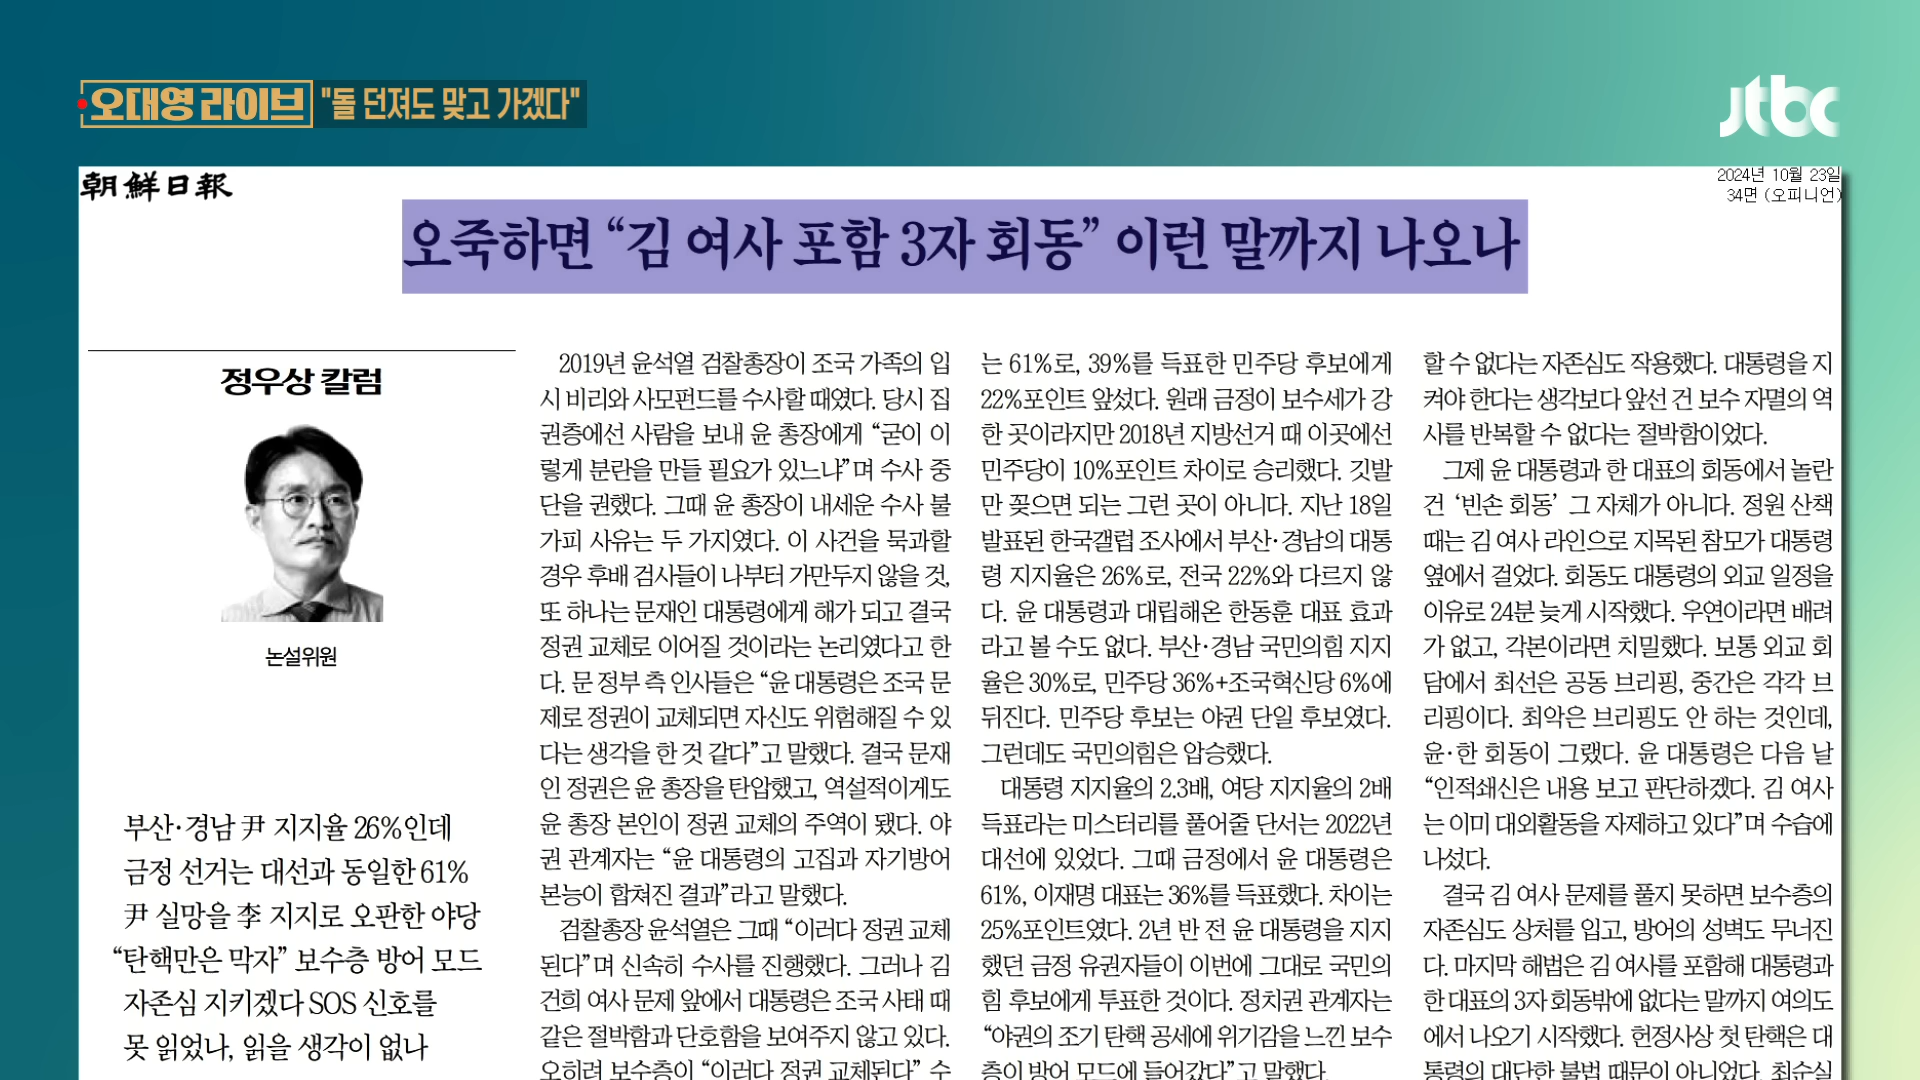 오대영 라이브
"돌 던져도 맞고 가겠다"
jtbc
朝鮮日報
2024년 10월 23일
34면 (오피니언)
오죽하면 “김 여사 포함 3자 회동” 이런 말까지 나오나
정우상 칼럼
논설위원
부산·경남 尹 지지율 26%인데
금정 선거는 대선과 동일한 61%
尹 실망을 李 지지로 오판한 야당
“탄핵만은 막자” 보수층 방어 모드
자존심 지키겠다 SOS 신호를
못 읽었나, 읽을 생각이 없나
2019년 윤석열 검찰총장이 조국 가족의 입
시 비리와 사모펀드를 수사할 때였다. 당시 집
권층에선 사람을 보내 윤 총장에게 “굳이 이
렇게 분란을 만들 필요가 있느냐”며 수사 중
단을 권했다. 그때 윤 총장이 내세운 수사 불
가피 사유는 두 가지였다. 이 사건을 묵과할
경우 후배 검사들이 나부터 가만두지 않을 것,
또 하나는 문재인 대통령에게 해가 되고 결국
정권 교체로 이어질 것이라는 논리였다고 한
다. 문 정부 측 인사들은 “윤 대통령은 조국 문
제로 정권이 교체되면 자신도 위험해질 수 있
다는 생각을 한 것 같다”고 말했다. 결국 문재
인 정권은 윤 총장을 탄압했고, 역설적이게도
윤 총장 본인이 정권 교체의 주역이 됐다. 야
권 관계자는 “윤 대통령의 고집과 자기방어
본능이 합쳐진 결과”라고 말했다.
검찰총장 윤석열은 그때 “이러다 정권 교체
된다”며 신속히 수사를 진행했다. 그러나 김
건희 여사 문제 앞에서 대통령은 조국 사태 때
같은 절박함과 단호함을 보여주지 않고 있다.
오히려 보수층이 “이러다 정권 교체된다” 수
는 61%로, 39%를 득표한 민주당 후보에게
22%포인트 앞섰다. 원래 금정이 보수세가 강
한 곳이라지만 2018년 지방선거 때 이곳에선
민주당이 10%포인트 차이로 승리했다. 깃발
만 꽂으면 되는 그런 곳이 아니다. 지난 18일
발표된 한국갤럽 조사에서 부산·경남의 대통
령 지지율은 26%로, 전국 22%와 다르지 않
다. 윤 대통령과 대립해온 한동훈 대표 효과
라고 볼 수도 없다. 부산·경남 국민의힘 지지
율은 30%로, 민주당 36%+조국혁신당 6%에
뒤진다. 민주당 후보는 야권 단일 후보였다.
그런데도 국민의힘은 압승했다.
대통령 지지율의 2.3배, 여당 지지율의 2배
득표라는 미스터리를 풀어줄 단서는 2022년
대선에 있었다. 그때 금정에서 윤 대통령은
61%, 이재명 대표는 36%를 득표했다. 차이는
25%포인트였다. 2년 반 전 윤 대통령을 지지
했던 금정 유권자들이 이번에 그대로 국민의
힘 후보에게 투표한 것이다. 정치권 관계자는
“야권의 조기 탄핵 공세에 위기감을 느낀 보수
층이 방어 모드에 들어갔다”고 말했다.
할 수 없다는 자존심도 작용했다. 대통령을 지
켜야 한다는 생각보다 앞선 건 보수 자멸의 역
사를 반복할 수 없다는 절박함이었다.
그제 윤 대통령과 한 대표의 회동에서 놀란
건 ‘빈손 회동’ 그 자체가 아니다. 정원 산책
때는 김 여사 라인으로 지목된 참모가 대통령
옆에서 걸었다. 회동도 대통령의 외교 일정을
이유로 24분 늦게 시작했다. 우연이라면 배려
가 없고, 각본이라면 치밀했다. 보통 외교 회
담에서 최선은 공동 브리핑, 중간은 각각 브
리핑이다. 최악은 브리핑도 안 하는 것인데,
윤·한 회동이 그랬다. 윤 대통령은 다음 날
“인적쇄신은 내용 보고 판단하겠다. 김 여사
는 이미 대외활동을 자제하고 있다”며 수습에
나섰다.
결국 김 여사 문제를 풀지 못하면 보수층의
자존심도 상처를 입고, 방어의 성벽도 무너진
다. 마지막 해법은 김 여사를 포함해 대통령과
한 대표의 3자 회동밖에 없다는 말까지 여의도
에서 나오기 시작했다. 헌정사상 첫 탄핵은 대
통령의 대단한 불법 때문이 아니었다. 최순실